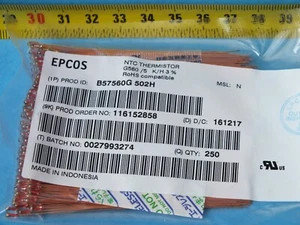 29 30 31 32 33 34 35 36 37 38 39
EPCOS
NTC THERMISTOR
G560 /5 K/H 3 %
RoHS compatible
MSL: N
(1P) PROD ID: B57560G 502H
(9K) PROD ORDER NO: 116152858
(D) D/C: 161217
(T) BATCH NO: 0027993274
(Q) QTY: 250
MADE IN INDONESIA